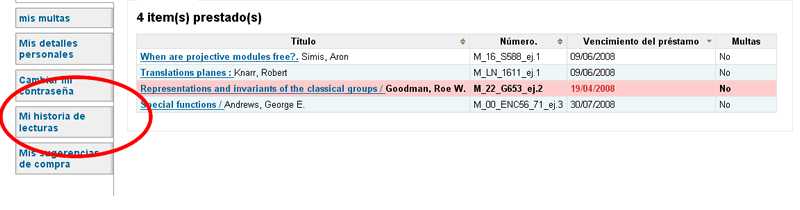 mis multas
Mis detalles
personales
Cambiar mi
contraseña
Mi historia de
lecturas
Mis sugerencias
de compra
4 item(s) prestado(s)
Título Número. Vencimiento del préstamo Multas
When are projective modules free?. Simis, Aron M_16_S588_ej.1 09/06/2008 No
Translations planes : Knarr, Robert M_LN_1611_ej.1 09/06/2008 No
Representations and invariants of the classical groups / Goodman, Roe W. M_22_G653_ej.2 19/04/2008 No
Special functions / Andrews, George E. M_00_ENC56_71_ej.3 30/07/2008 No